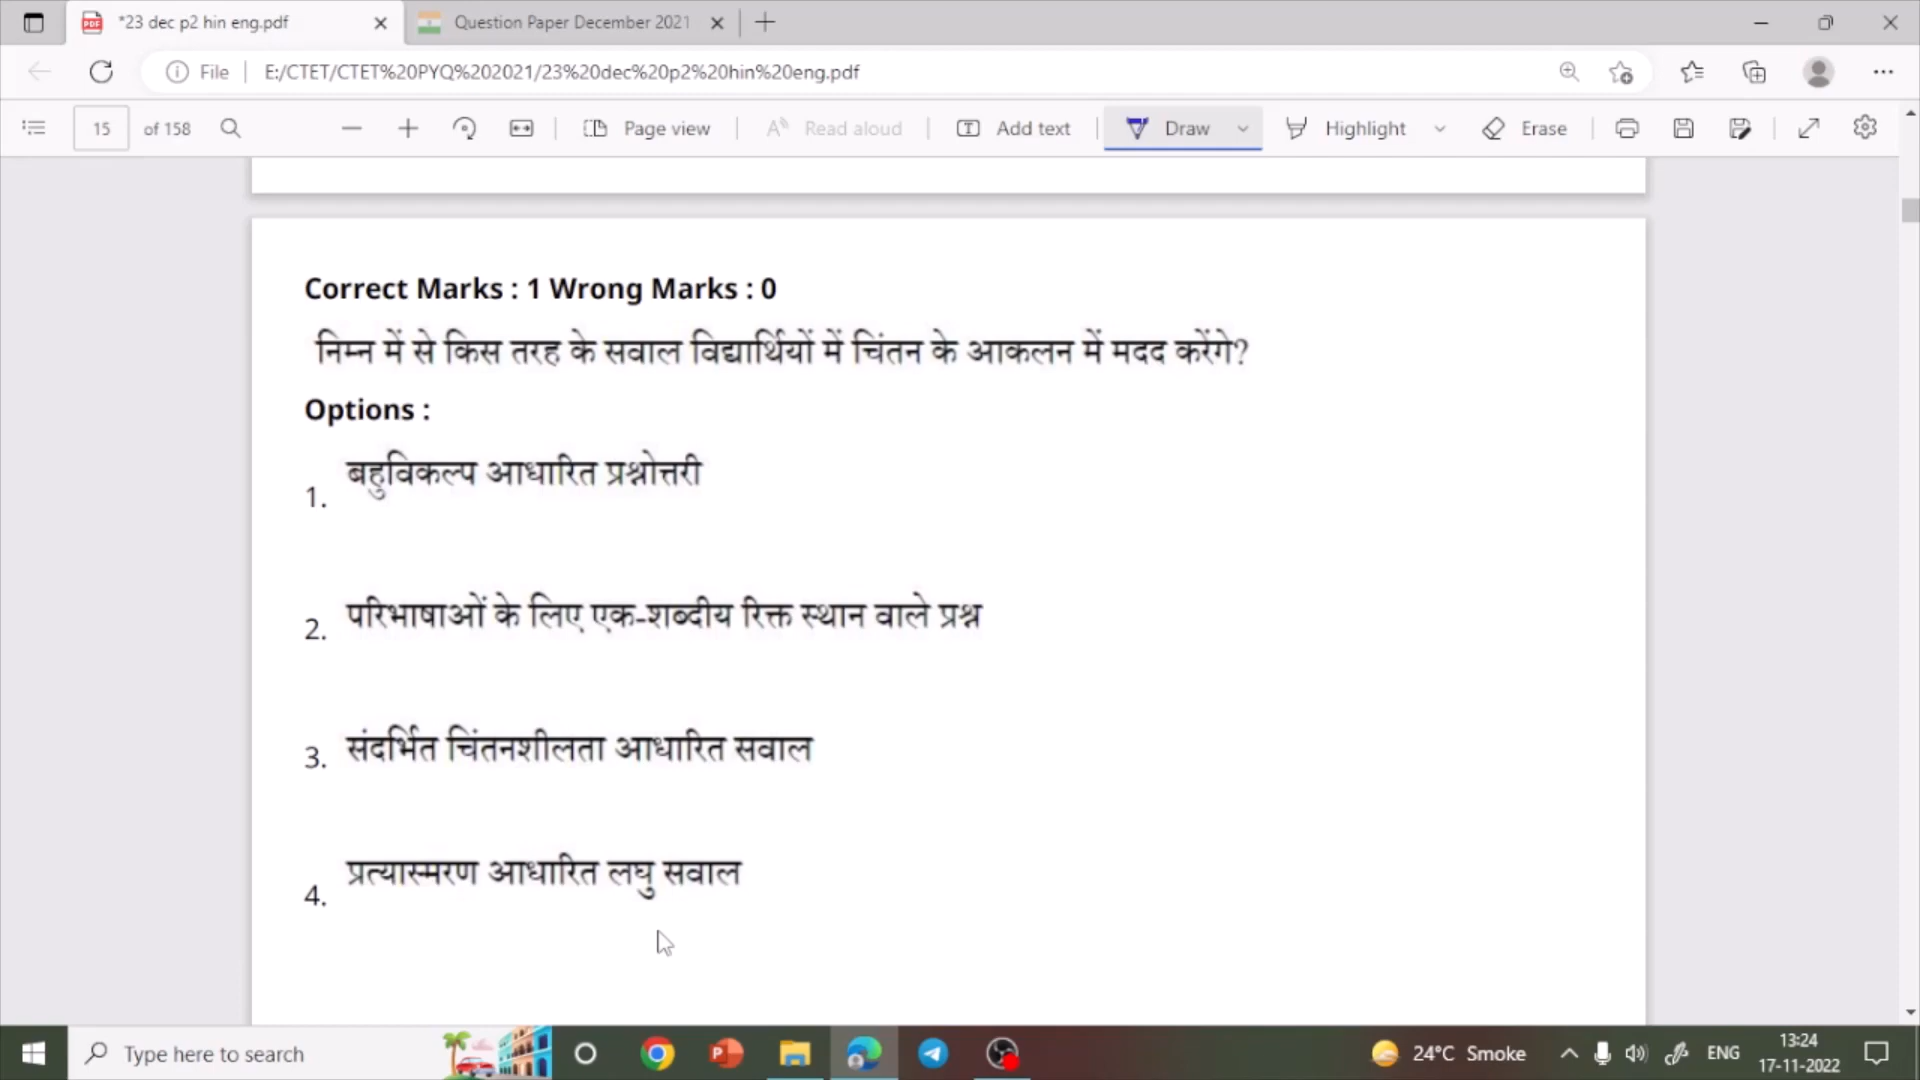 *23 dec p2 hin eng.pdf
Question Paper December 2021
File
E:/CTET/CTET%20PYQ%202021/23%20dec%20p2%20hin%20eng.pdf
15 of 158
Page view
Read aloud
Add text
Draw
Highlight
Erase
Correct Marks : 1 Wrong Marks : 0
निम्न में से किस तरह के सवाल विद्यार्थियों में चिंतन के आकलन में मदद करेंगे?
Options :
1. बहुविकल्प आधारित प्रश्नोत्तरी
2. परिभाषाओं के लिए एक-शब्दीय रिक्त स्थान वाले प्रश्न
3. संदर्भित चिंतनशीलता आधारित सवाल
4. प्रत्यास्मरण आधारित लघु सवाल
Type here to search
24°C Smoke
ENG
13:24
17-11-2022